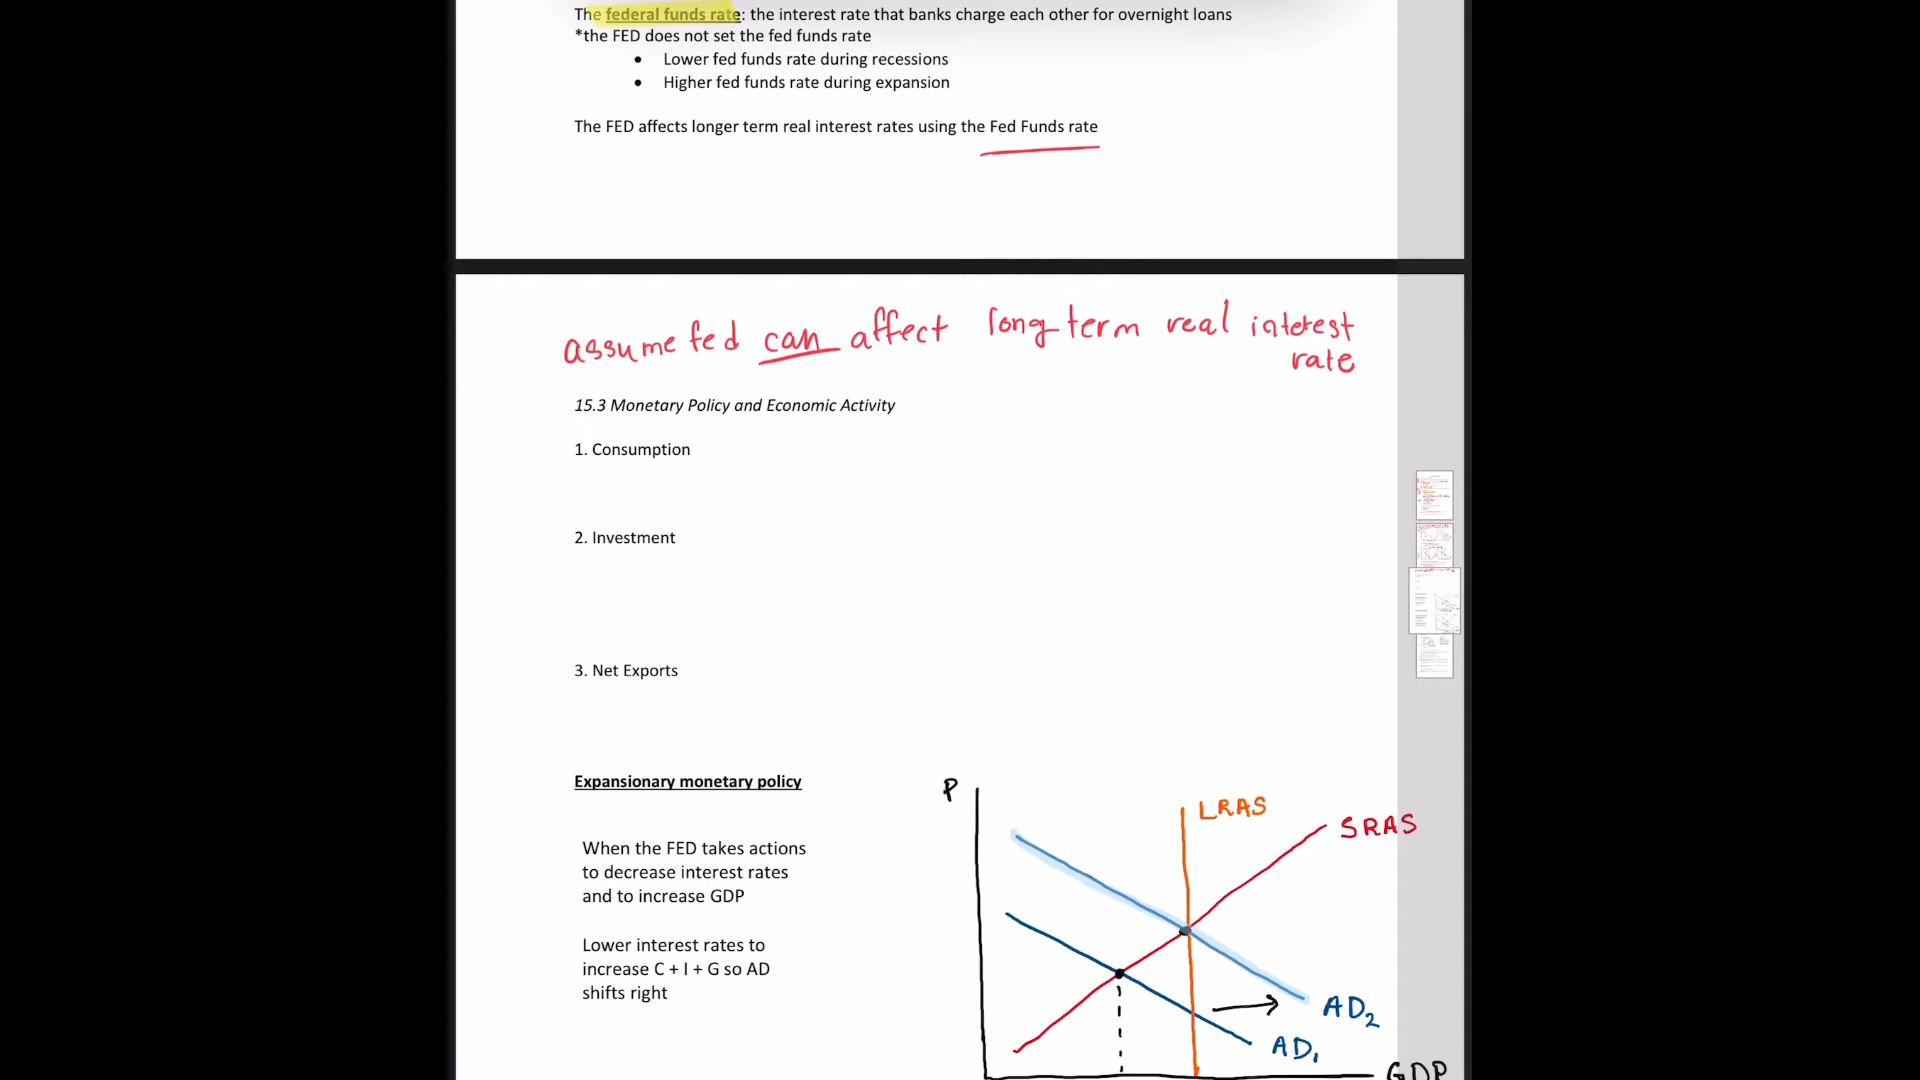 The federal funds rate: the interest rate that banks charge each other for overnight loans
*the FED does not set the fed funds rate
• Lower fed funds rate during recessions
• Higher fed funds rate during expansion
The FED affects longer term real interest rates using the Fed Funds rate
assume fed can affect long term real interest
rate
15.3 Monetary Policy and Economic Activity
1. Consumption
2. Investment
3. Net Exports
Expansionary monetary policy
When the FED takes actions
to decrease interest rates
and to increase GDP
Lower interest rates to
increase C + I + G so AD
shifts right
P
LRAS
SRAS
AD₂
AD₁
GDP